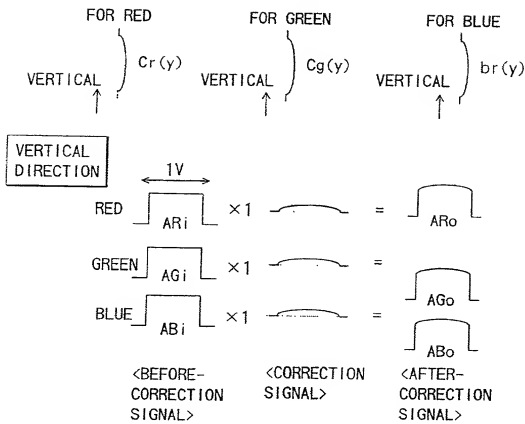 FOR RED FOR GREEN FOR BLUE
Cr(y) Cg(y) br(y)
VERTICAL VERTICAL VERTICAL
VERTICAL
DIRECTION
1V
RED ARi ×1 = ARo
GREEN AGi ×1 = AGo
BLUE ABi ×1 = ABo
<BEFORE- <CORRECTION <AFTER-
CORRECTION SIGNAL> CORRECTION
SIGNAL> SIGNAL>